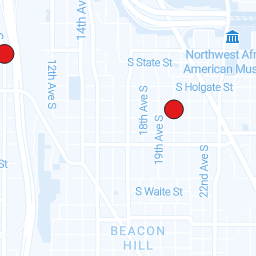 14th Ave
Northwest Afr
American Mus
S State St
S Holgate St
12th Ave S
18th Ave S
19th Ave S
St
22nd Ave S
S Waite St
BEACON
HILL